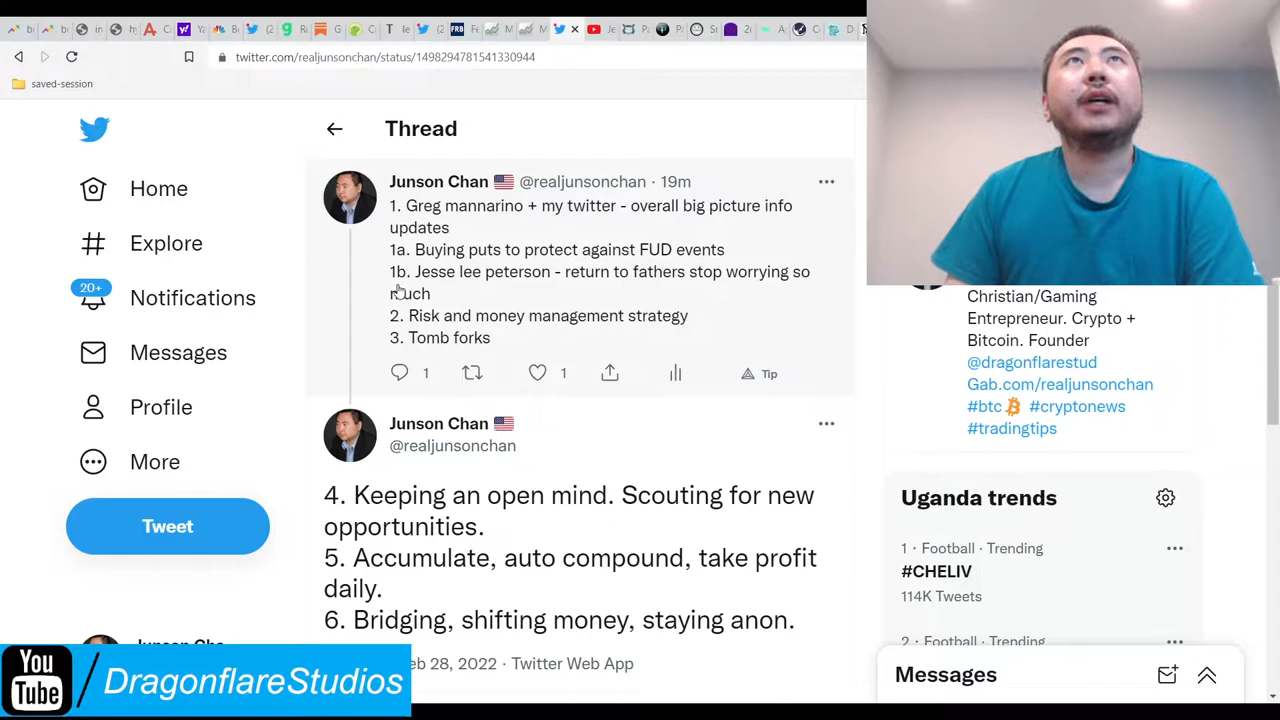 saved-session
twitter.com/realjunsonchan/status/1498294781541330944
Home
Explore
20+
Notifications
Messages
Profile
More
Tweet
Thread
Junson Chan @realjunsonchan · 19m
1. Greg mannarino + my twitter - overall big picture info
updates
1a. Buying puts to protect against FUD events
1b. Jesse lee peterson - return to fathers stop worrying so
much
2. Risk and money management strategy
3. Tomb forks
1
1
Tip
Junson Chan
@realjunsonchan
4. Keeping an open mind. Scouting for new
opportunities.
5. Accumulate, auto compound, take profit
daily.
6. Bridging, shifting money, staying anon.
eb 28, 2022 · Twitter Web App
Christian/Gaming
Entrepreneur. Crypto +
Bitcoin. Founder
@dragonflarestud
Gab.com/realjunsonchan
#btc #cryptonews
#tradingtips
Uganda trends
1 · Football · Trending
#CHELIV
114K Tweets
2 · Football · Trending
Messages
You
Tube
/ DragonflareStudios